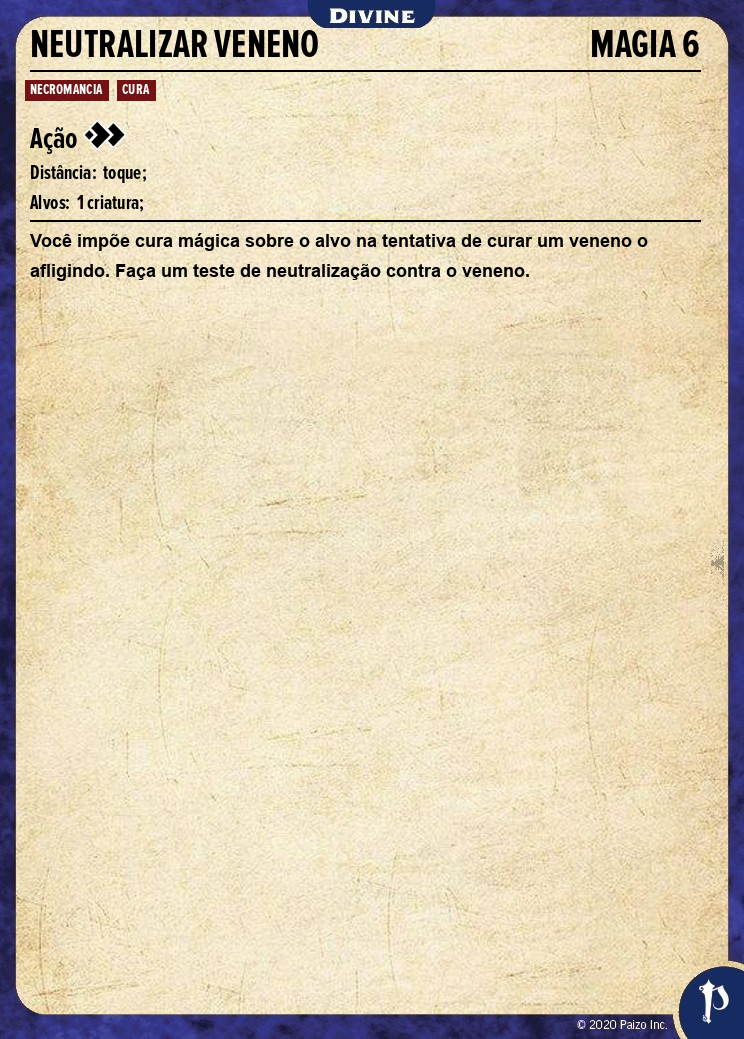 DIVINE
NEUTRALIZAR VENENO MAGIA 6
NECROMANCIA CURA
Ação
Distância: toque;
Alvos: 1 criatura;
Você impõe cura mágica sobre o alvo na tentativa de curar um veneno o
afligindo. Faça um teste de neutralização contra o veneno.
© 2020 Paizo Inc.